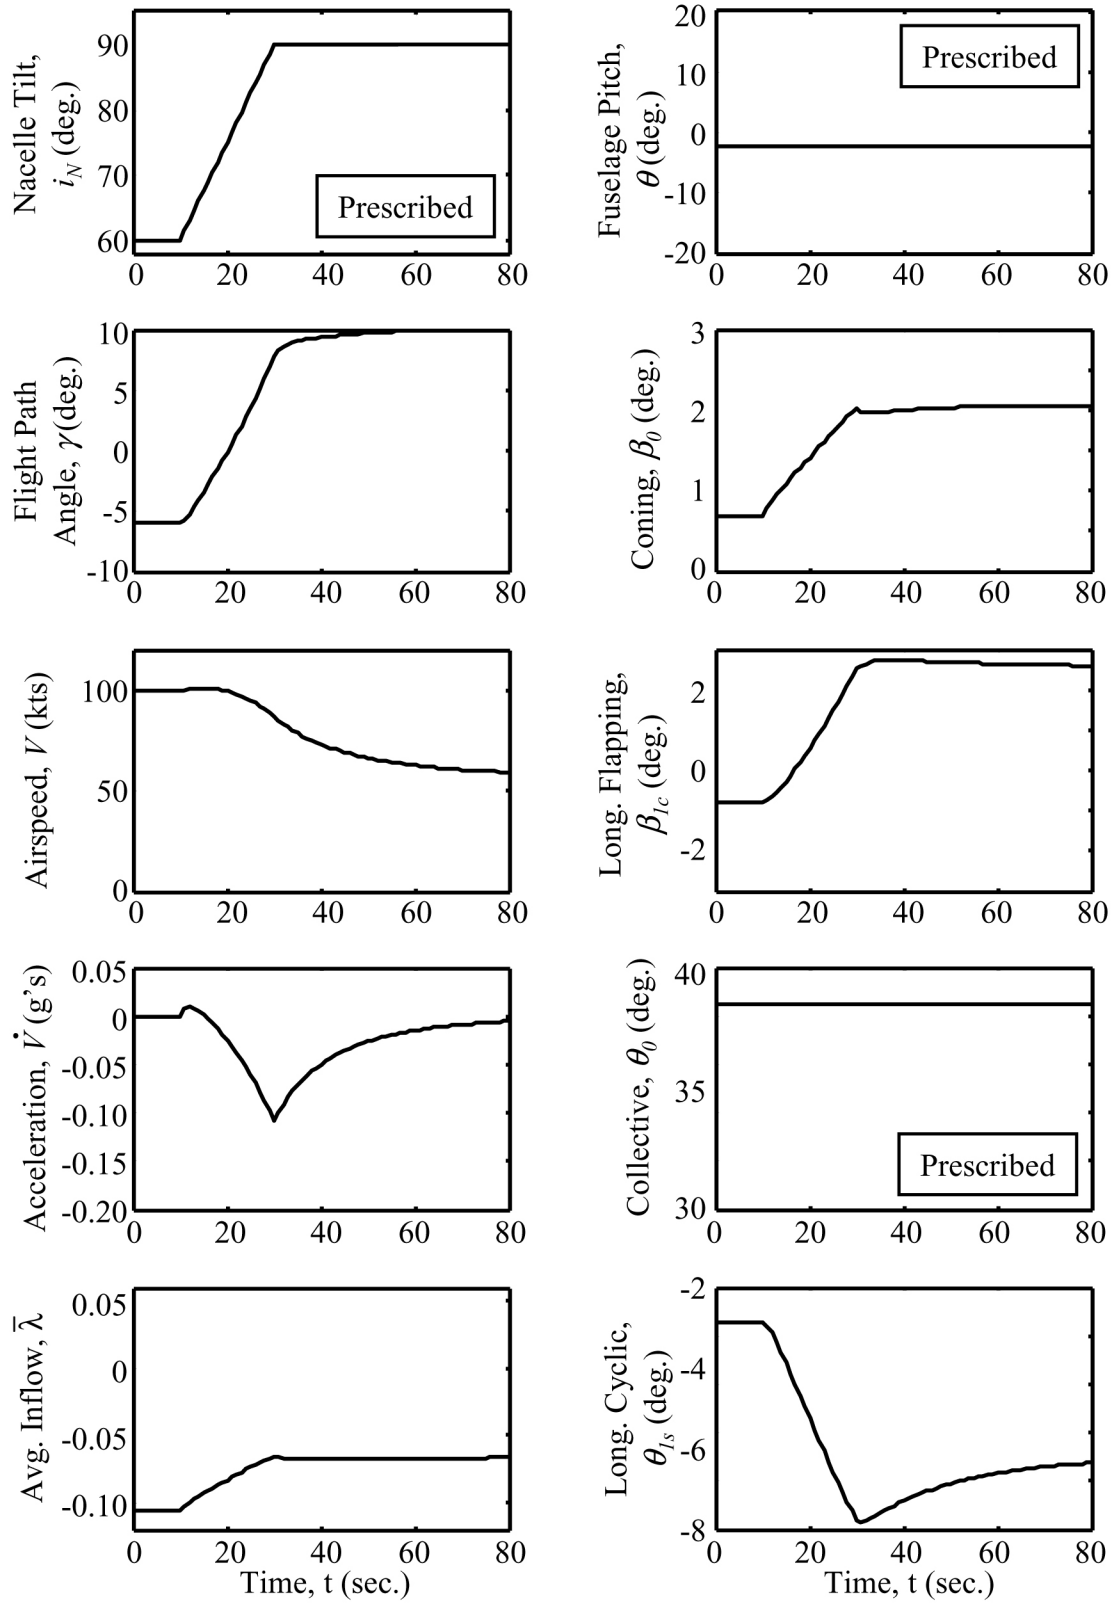 Nacelle Tilt,
i_N (deg.)
90
80
70
60
Prescribed
0 20 40 60 80
Fuselage Pitch,
θ (deg.)
20
10
0
-10
-20
Prescribed
0 20 40 60 80
Flight Path
Angle, γ(deg.)
10
5
0
-5
-10
0 20 40 60 80
Coning, β_0 (deg.)
3
2
1
0
0 20 40 60 80
Airspeed, V (kts)
100
50
0
0 20 40 60 80
Long. Flapping,
β_1c (deg.)
2
0
-2
0 20 40 60 80
Acceleration, V̇ (g’s)
0.05
0
-0.05
-0.10
-0.15
-0.20
0 20 40 60 80
Collective, θ_0 (deg.)
40
35
30
Prescribed
0 20 40 60 80
Avg. Inflow, λ̄
0.05
0
-0.05
-0.10
0 20 40 60 80
Time, t (sec.)
Long. Cyclic,
θ_1s (deg.)
-2
-4
-6
-8
0 20 40 60 80
Time, t (sec.)